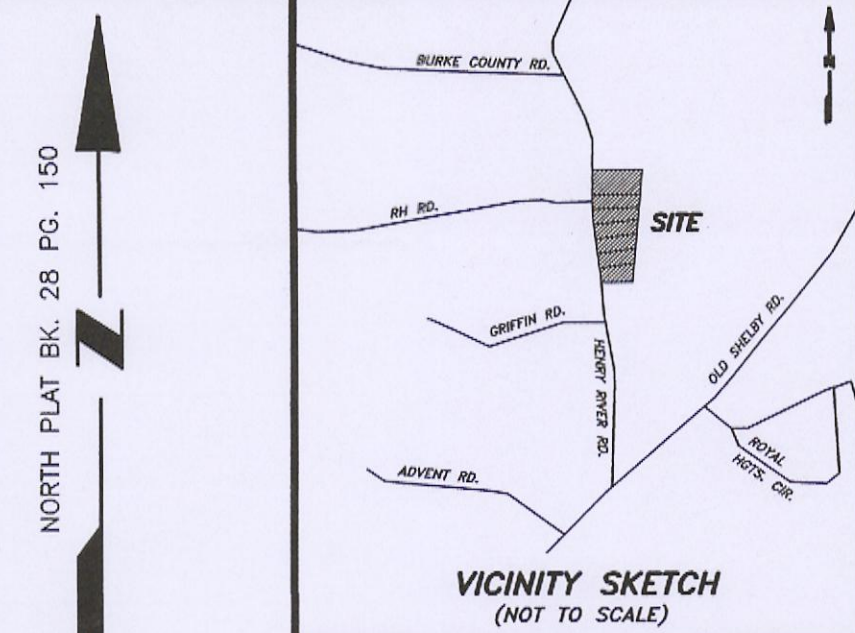 NORTH PLAT BK. 28 PG. 150
N
BURKE COUNTY RD.
N
RH RD.
SITE
GRIFFIN RD.
HENRY RIVER RD.
OLD SHELBY RD.
ROYAL
HGTS. CIR.
ADVENT RD.
VICINITY SKETCH
(NOT TO SCALE)